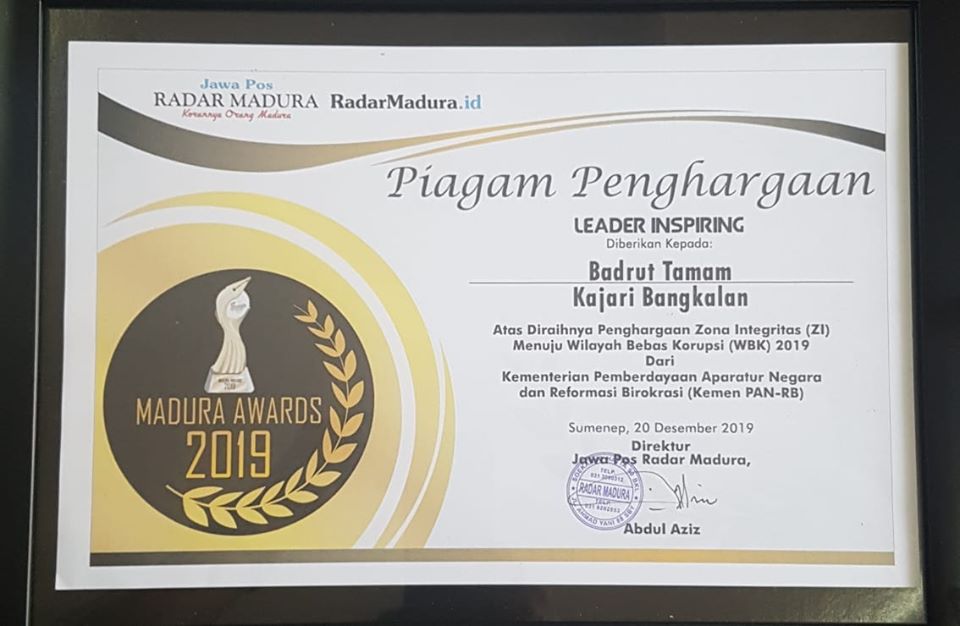 Jawa Pos
RADAR MADURA RadarMadura.id
Korannya Orang Madura
Piagam Penghargaan
LEADER INSPIRING
Diberikan Kepada:
Badrut Tamam
Kajari Bangkalan
Atas Diraihnya Penghargaan Zona Integritas (ZI)
Menuju Wilayah Bebas Korupsi (WBK) 2019
Dari
Kementerian Pemberdayaan Aparatur Negara
dan Reformasi Birokrasi (Kemen PAN-RB)
MADURA AWARDS
2019
Sumenep, 20 Desember 2019
Direktur
Jawa Pos Radar Madura,
TELP.
RADAR MADURA
TELP.
Abdul Aziz